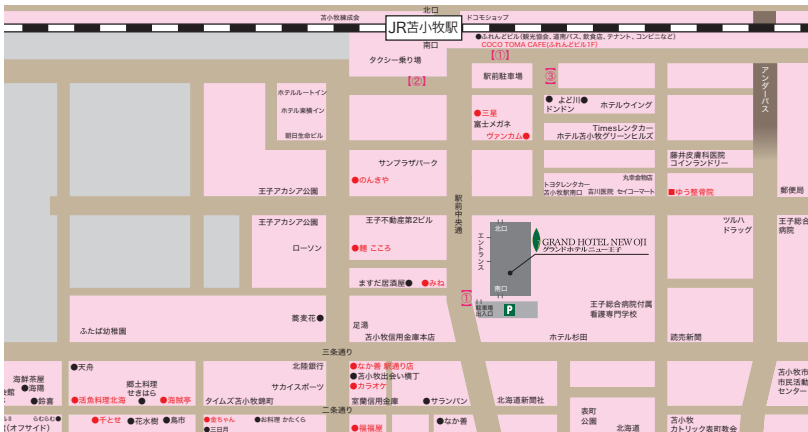 北口
苫小牧練成会
ドコモショップ
JR苫小牧駅
南口
●ふれんどビル(観光協会、道南バス、飲食店、テナント、コンビニなど)
COCO TOMA CAFE(ふれんどビル1F)
【①】
タクシー乗り場
【②】
駅前駐車場
【③】
アンダーパス
ホテルルートイン
ホテル東横イン
朝日生命ビル
●三星
富士メガネ
ヴァンカム●
● よど川●
ドンドン
ホテルウイング
Timesレンタカー
ホテル苫小牧グリーンヒルズ
サンプラザパーク
●のんきや
王子アカシア公園
藤井皮膚科医院
コインランドリー
丸幸金物店
トヨタレンタカー
苫小牧駅南口 吉川医院 セイコーマート
■ゆう整骨院
郵便局
駅前中央通
王子アカシア公園
王子不動産第2ビル
ローソン
●麺 こころ
ますだ居酒屋● ●みね
エントランス
北口
南口
GRAND HOTEL NEW OJI
グランドホテルニュー王子
ツルハ
ドラッグ
王子総合
病院
【①】
駐車場
出入口
P
王子総合病院付属
看護専門学校
蕎麦花●
ふたば幼稚園
足湯
苫小牧信用金庫本店
ホテル杉田
読売新聞
三条通り
●天舟
海鮮茶屋
●海陽
●鈴喜
郷土料理
せきはら
●活魚料理北海 ● ●海賊亭
北陸銀行
サカイスポーツ
タイムズ苫小牧錦町
●なか善 駅通り店
●苫小牧出会い横丁
●カラオケ
室蘭信用金庫
●サランバン
北海道新聞社
苫小牧市
市民活動
センター
二条通り
らむらむ●
(オフサイド)
●千とせ ●花水樹 ●鳥市
●金ちゃん ●お料理 かたくら
●三日月
●福福屋
●なか善
表町
公園
北海道
苫小牧
カトリック表町教会